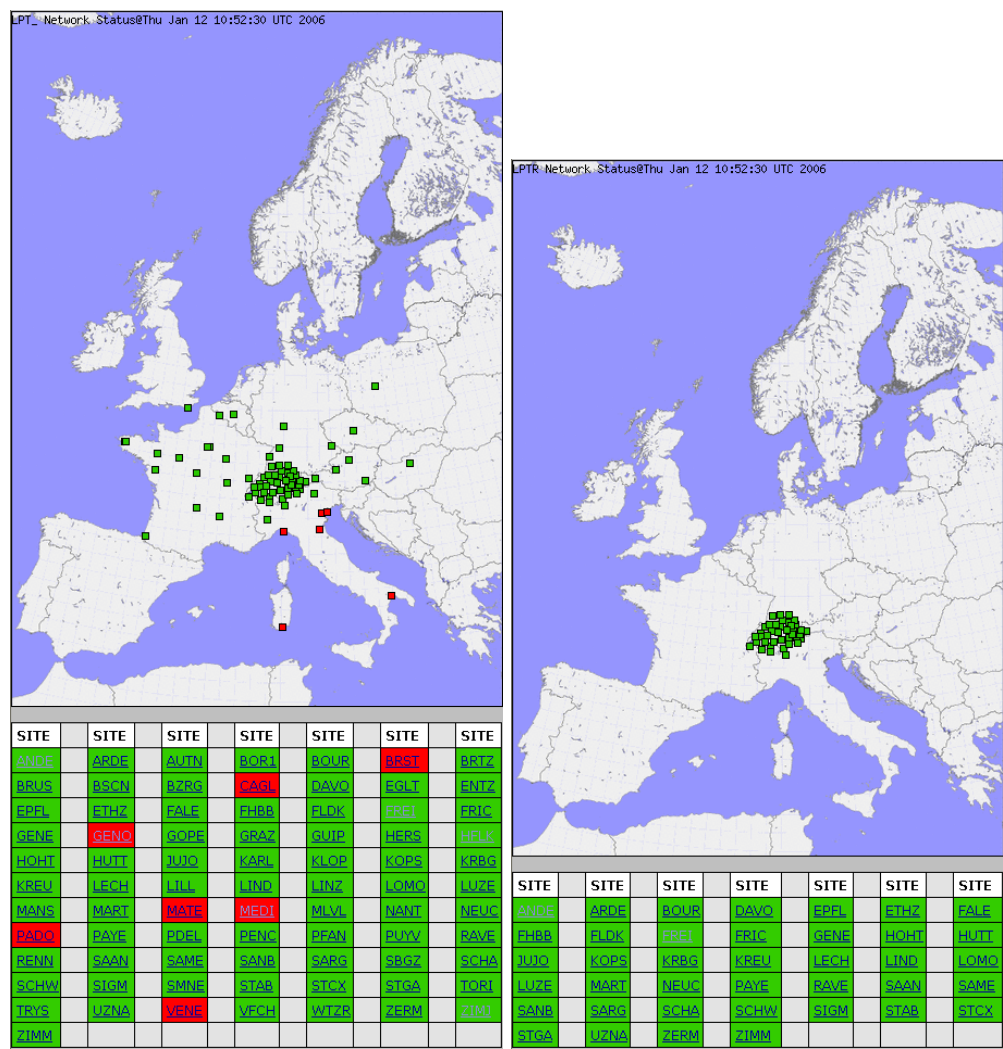 LPT_ Network Status@Thu Jan 12 10:52:30 UTC 2006
SITE SITE SITE SITE SITE SITE SITE
ANDE ARDE AUTN BOR1 BOUR BRST BRTZ
BRUS BSCN BZRG CAGL DAVO EGLT ENTZ
EPFL ETHZ FALE FHBB FLDK FREI FRIC
GENE GENO GOPE GRAZ GUIP HERS HFLK
HOHT HUTT JUJO KARL KLOP KOPS KRBG
KREU LECH LILL LIND LINZ LOMO LUZE
MANS MART MATE MEDI MLVL NANT NEUC
PADO PAYE PDEL PENC PFAN PUYV RAVE
RENN SAAN SAME SANB SARG SBGZ SCHA
SCHW SIGM SMNE STAB STCX STGA TORI
TRYS UZNA VENE VFCH WTZR ZERM ZIMJ
ZIMM
LPTR Network Status@Thu Jan 12 10:52:30 UTC 2006
SITE SITE SITE SITE SITE SITE SITE
ANDE ARDE BOUR DAVO EPFL ETHZ FALE
FHBB FLDK FREI FRIC GENE HOHT HUTT
JUJO KOPS KRBG KREU LECH LIND LOMO
LUZE MART NEUC PAYE RAVE SAAN SAME
SANB SARG SCHA SCHW SIGM STAB STCX
STGA UZNA ZERM ZIMM